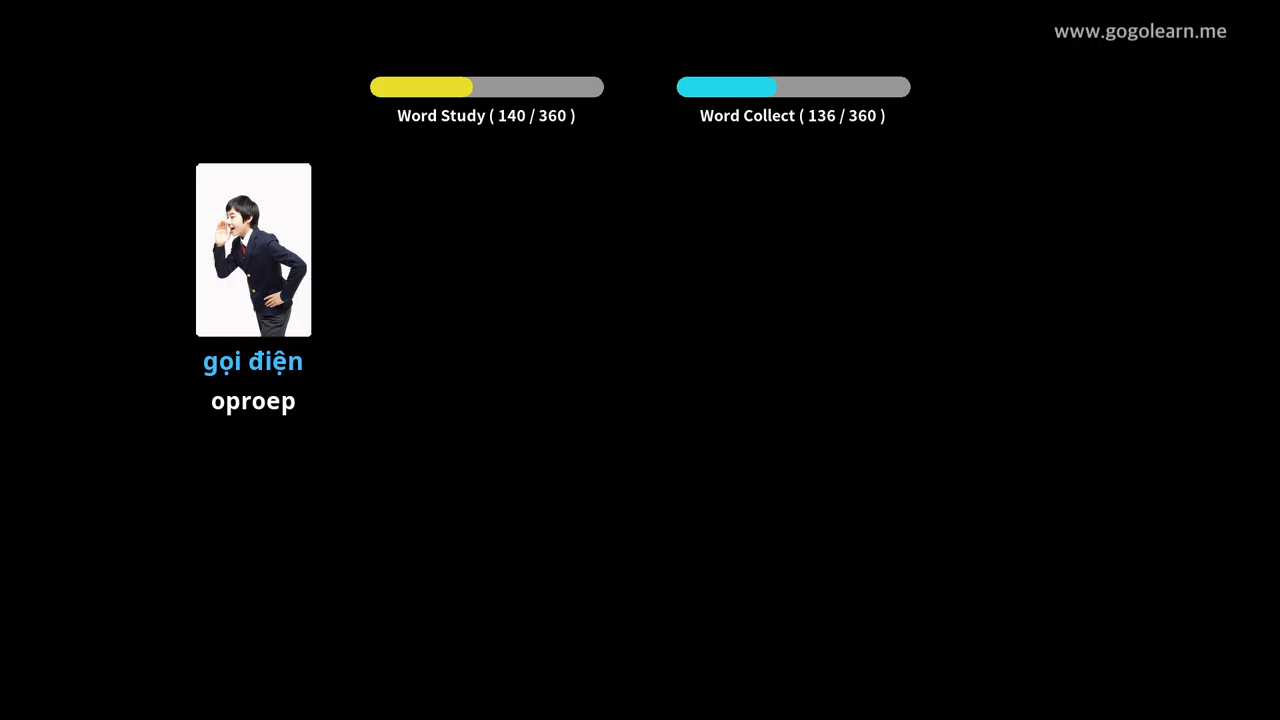 www.gogolearn.me
Word Study ( 140 / 360 )
Word Collect ( 136 / 360 )
gọi điện
oproep